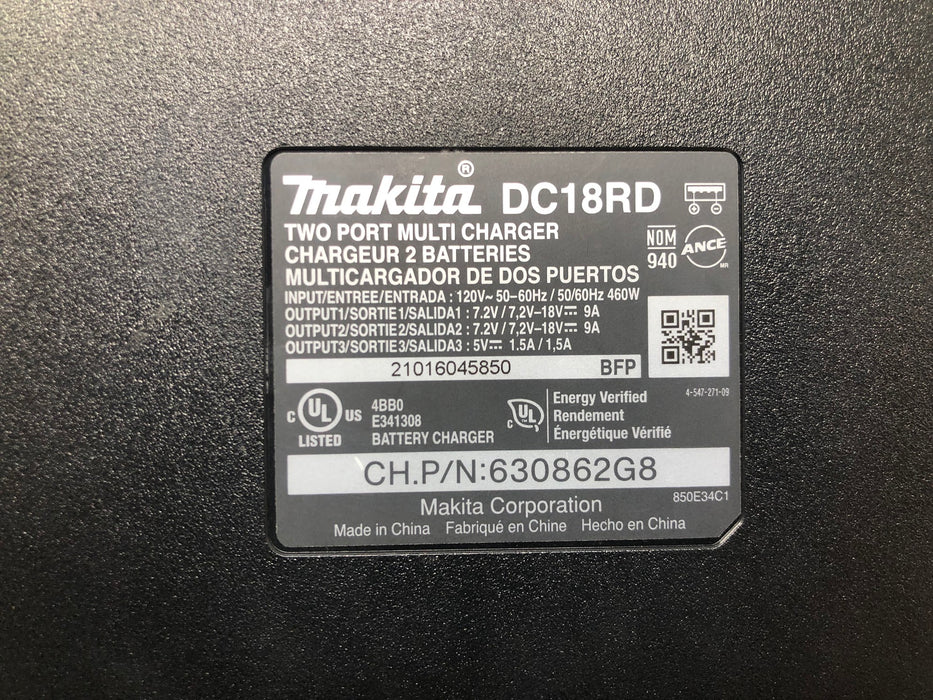 makita® DC18RD
TWO PORT MULTI CHARGER
CHARGEUR 2 BATTERIES
MULTICARGADOR DE DOS PUERTOS
NOM
940
ANCE
MR
INPUT/ENTREE/ENTRADA : 120V~ 50–60Hz / 50/60Hz 460W
OUTPUT1/SORTIE1/SALIDA1 : 7.2V / 7,2–18V⎓ 9A
OUTPUT2/SORTIE2/SALIDA2 : 7.2V / 7,2–18V⎓ 9A
OUTPUT3/SORTIE3/SALIDA3 : 5V⎓ 1.5A / 1,5A
21016045850 BFP
4-547-271-09
C UL US
LISTED
4BB0
E341308
BATTERY CHARGER
C UL
Energy Verified
Rendement
Énergétique Vérifié
CH.P/N:630862G8
850E34C1
Makita Corporation
Made in China Fabriqué en Chine Hecho en China